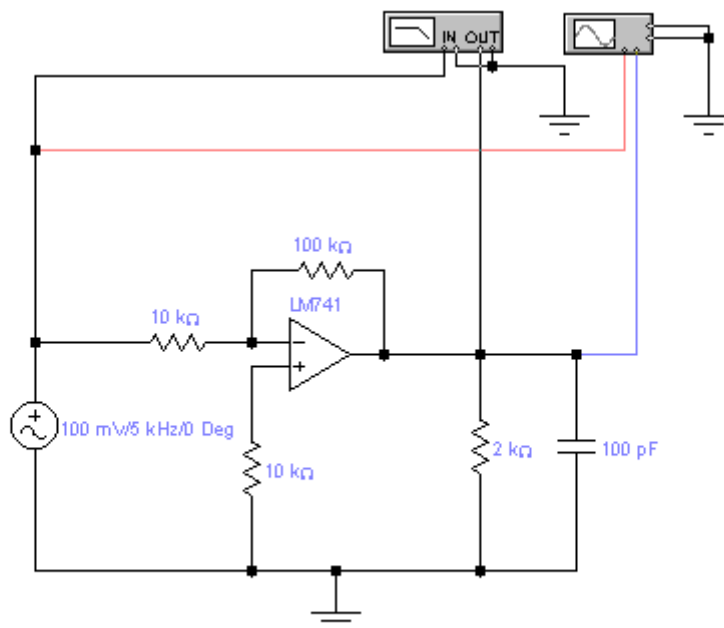 IN OUT
100 kΩ
LM741
10 kΩ
100 mV/5 kHz/0 Deg
10 kΩ
2 kΩ
100 pF